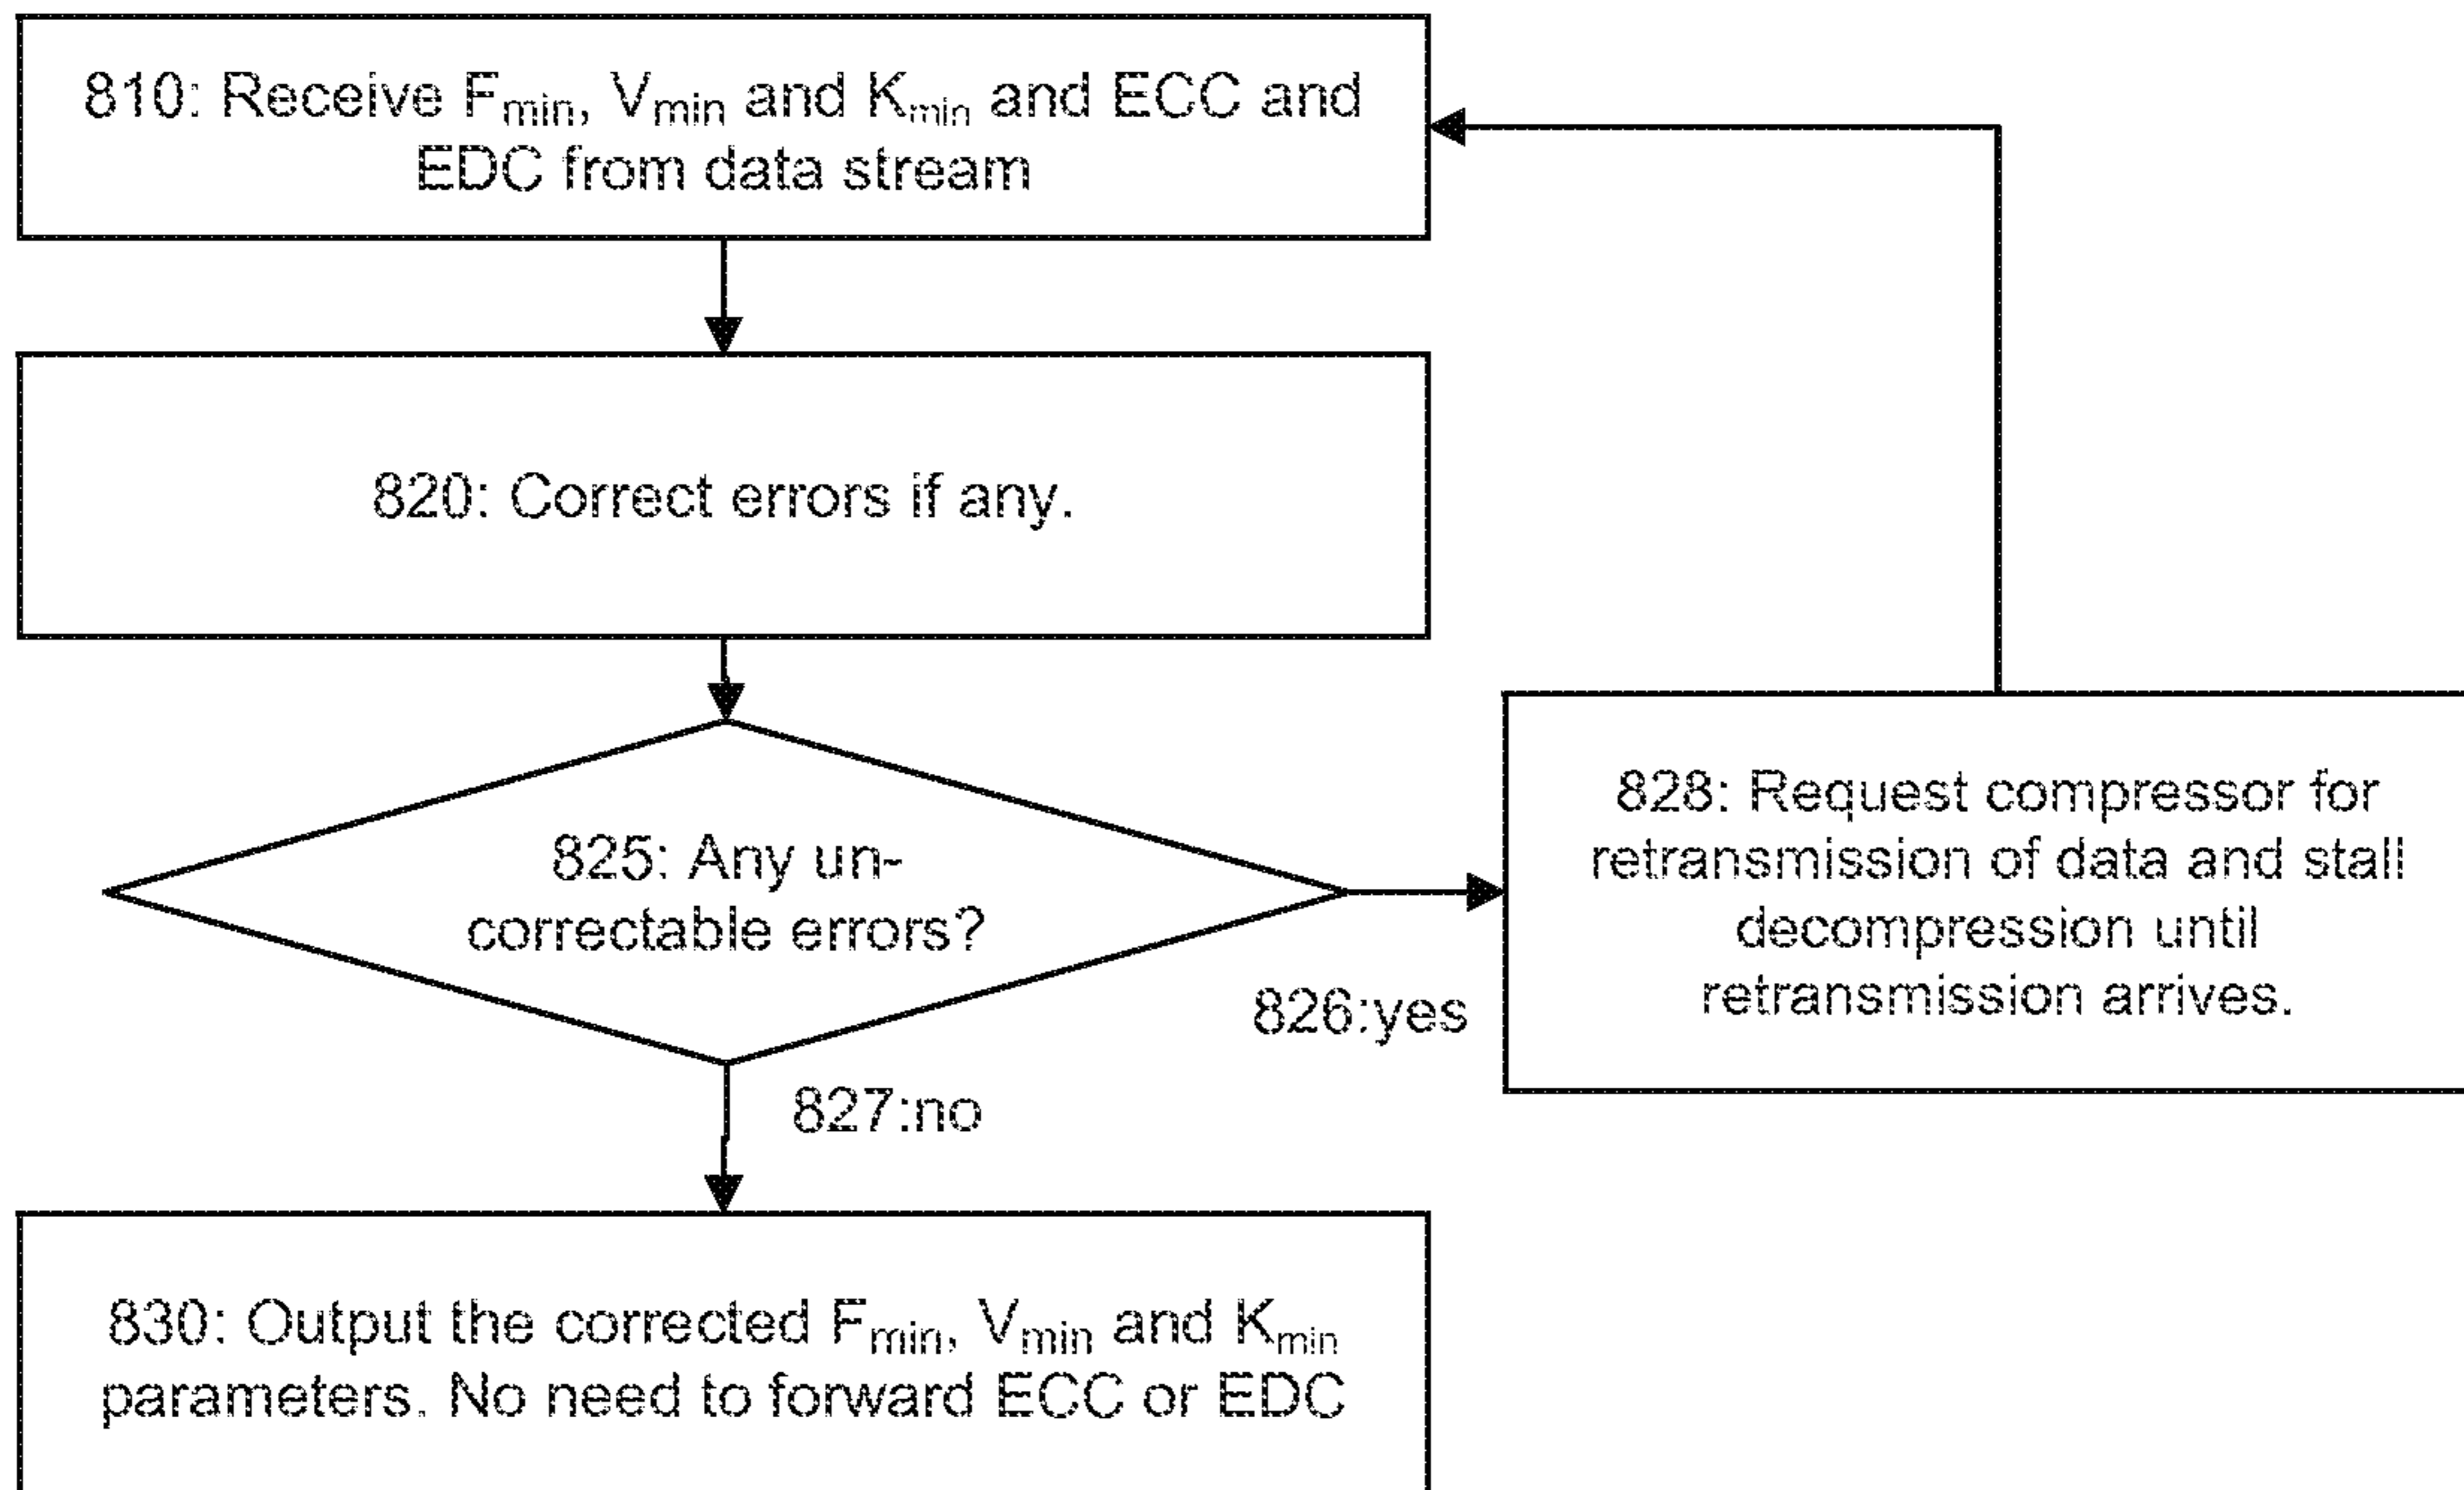 810: Receive Fmin, Vmin and Kmin and ECC and
EDC from data stream
820: Correct errors if any.
825: Any un-
correctable errors?
826:yes
828: Request compressor for
retransmission of data and stall
decompression until
retransmission arrives.
827:no
830: Output the corrected Fmin, Vmin and Kmin
parameters. No need to forward ECC or EDC